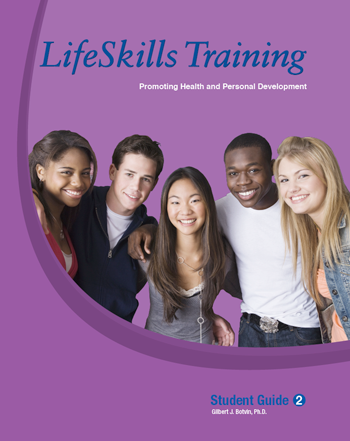 LifeSkills Training
Promoting Health and Personal Development
Student Guide 2
Gilbert J. Botvin, Ph.D.